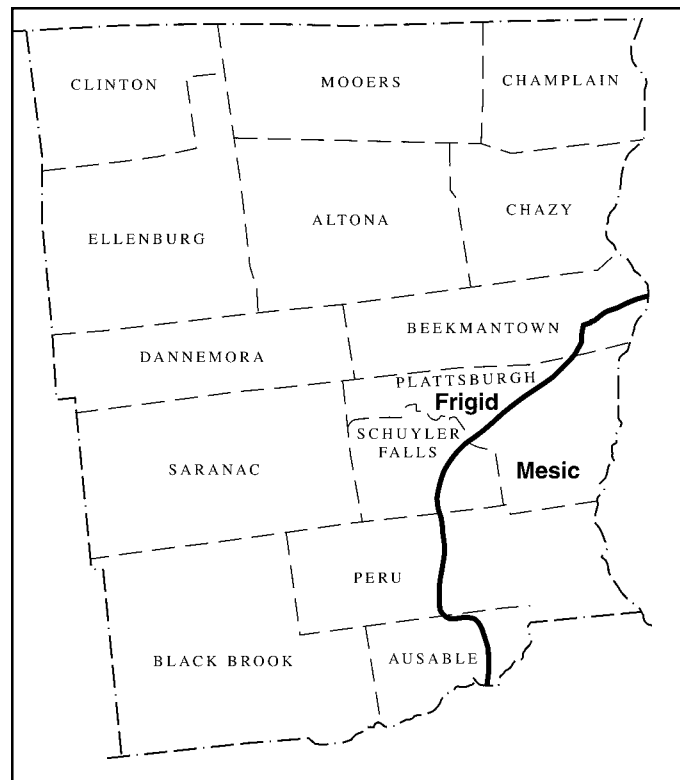 CLINTON
MOOERS
CHAMPLAIN
ELLENBURG
ALTONA
CHAZY
DANNEMORA
BEEKMANTOWN
PLATTSBURGH
Frigid
SCHUYLER
FALLS
SARANAC
Mesic
PERU
BLACK BROOK
AUSABLE